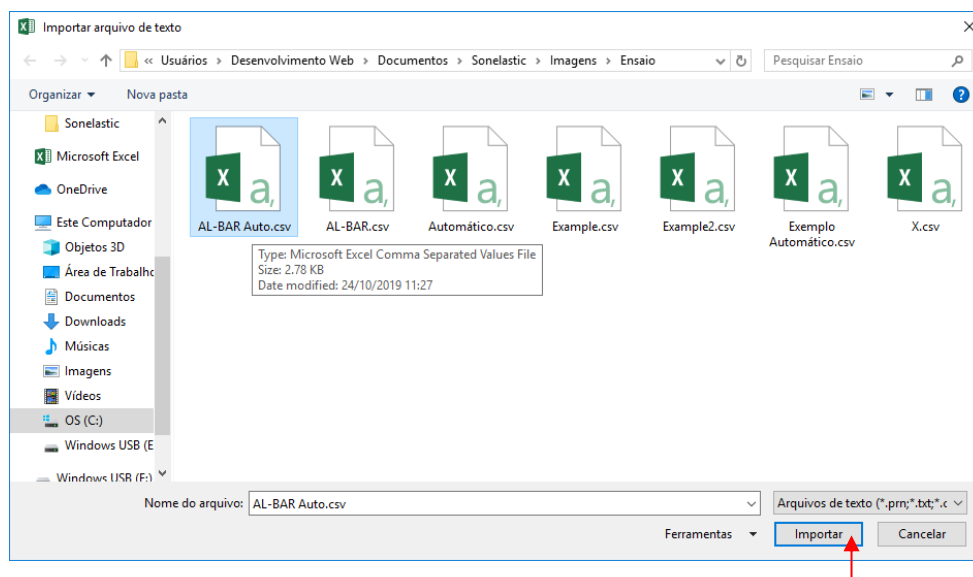 Importar arquivo de texto
« Usuários > Desenvolvimento Web > Documentos > Sonelastic > Imagens > Ensaio
Pesquisar Ensaio
Organizar
Nova pasta
Sonelastic
Microsoft Excel
OneDrive
Este Computador
Objetos 3D
Área de Trabalho
Documentos
Downloads
Músicas
Imagens
Vídeos
OS (C:)
Windows USB (E
Windows USB (E:)
AL-BAR Auto.csv
AL-BAR.csv
Automático.csv
Example.csv
Example2.csv
Exemplo
Automático.csv
X.csv
Type: Microsoft Excel Comma Separated Values File
Size: 2.78 KB
Date modified: 24/10/2019 11:27
Nome do arquivo: AL-BAR Auto.csv
Arquivos de texto (*.prn;*.txt;*.c
Ferramentas
Importar
Cancelar